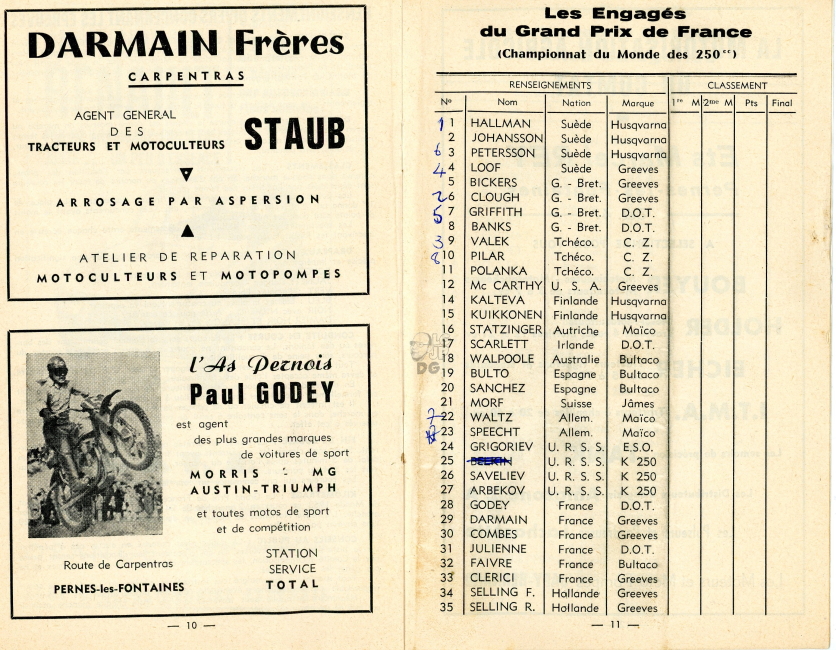 DARMAIN Frères
CARPENTRAS
AGENT GENERAL
DES
TRACTEURS ET MOTOCULTEURS
STAUB
ARROSAGE PAR ASPERSION
ATELIER DE REPARATION
MOTOCULTEURS ET MOTOPOMPES
l'As Pernois
Paul GODEY
est agent
des plus grandes marques
de voitures de sport
MORRIS - MG
AUSTIN-TRIUMPH
et toutes motos de sport
et de compétition
Route de Carpentras
PERNES-les-FONTAINES
STATION
SERVICE
TOTAL
— 10 —
Les Engagés
du Grand Prix de France
(Championnat du Monde des 250cc)
RENSEIGNEMENTS CLASSEMENT
No Nom Nation Marque 1re M 2me M Pts Final
1 1 HALLMAN Suède Husqvarna
2 JOHANSSON Suède Husqvarna
6 3 PETERSSON Suède Husqvarna
4 4 LOOF Suède Greeves
5 BICKERS G. - Bret. Greeves
2 6 CLOUGH G. - Bret. Greeves
5 7 GRIFFITH G. - Bret. D.O.T.
8 BANKS G. - Bret. D.O.T.
3 9 VALEK Tchéco. C. Z.
8 10 PILAR Tchéco. C. Z.
11 POLANKA Tchéco. C. Z.
12 Mc CARTHY U. S. A. Greeves
14 KALTEVA Finlande Husqvarna
15 KUIKKONEN Finlande Husqvarna
16 STATZINGER Autriche Maïco
17 SCARLETT Irlande D.O.T.
18 WALPOOLE Australie Bultaco
19 BULTO Espagne Bultaco
20 SANCHEZ Espagne Bultaco
21 MORF Suisse Jâmes
7 22 WALTZ Allem. Maïco
23 SPEECHT Allem. Maïco
24 GRIGORIEV U. R. S. S. E.S.O.
25 U. R. S. S. K 250
26 SAVELIEV U. R. S. S. K 250
27 ARBEKOV U. R. S. S. K 250
28 GODEY France D.O.T.
29 DARMAIN France Greeves
30 COMBES France Greeves
31 JULIENNE France D.O.T.
32 FAIVRE France Bultaco
33 CLERICI France Greeves
34 SELLING F. Hollande Greeves
35 SELLING R. Hollande Greeves
— 11 —
DG